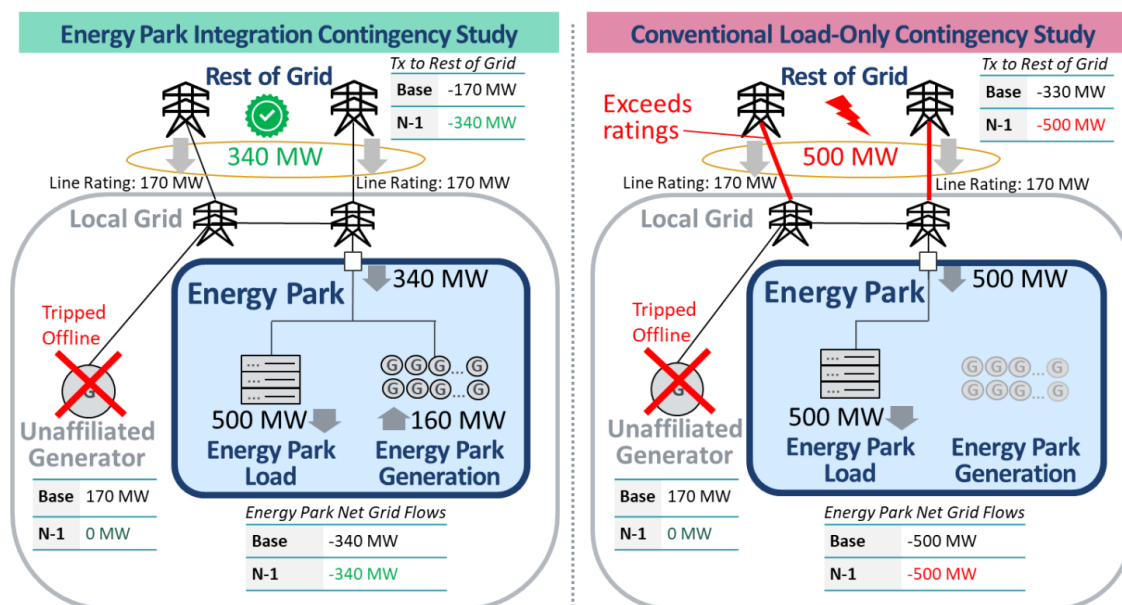 Energy Park Integration Contingency Study
Rest of Grid
Tx to Rest of Grid
Base -170 MW
N-1 -340 MW
340 MW
Line Rating: 170 MW
Line Rating: 170 MW
Local Grid
Energy Park
340 MW
Tripped
Offline
G
Unaffiliated
Generator
G G G ... G
G G G ... G
500 MW
Energy Park
Load
160 MW
Energy Park
Generation
Base 170 MW
N-1 0 MW
Energy Park Net Grid Flows
Base -340 MW
N-1 -340 MW
Conventional Load-Only Contingency Study
Rest of Grid
Tx to Rest of Grid
Base -330 MW
N-1 -500 MW
Exceeds
ratings
500 MW
Line Rating: 170 MW
Line Rating: 170 MW
Local Grid
Energy Park
500 MW
Tripped
Offline
G
Unaffiliated
Generator
G G G ... G
G G G ... G
500 MW
Energy Park
Load
Energy Park
Generation
Base 170 MW
N-1 0 MW
Energy Park Net Grid Flows
Base -500 MW
N-1 -500 MW